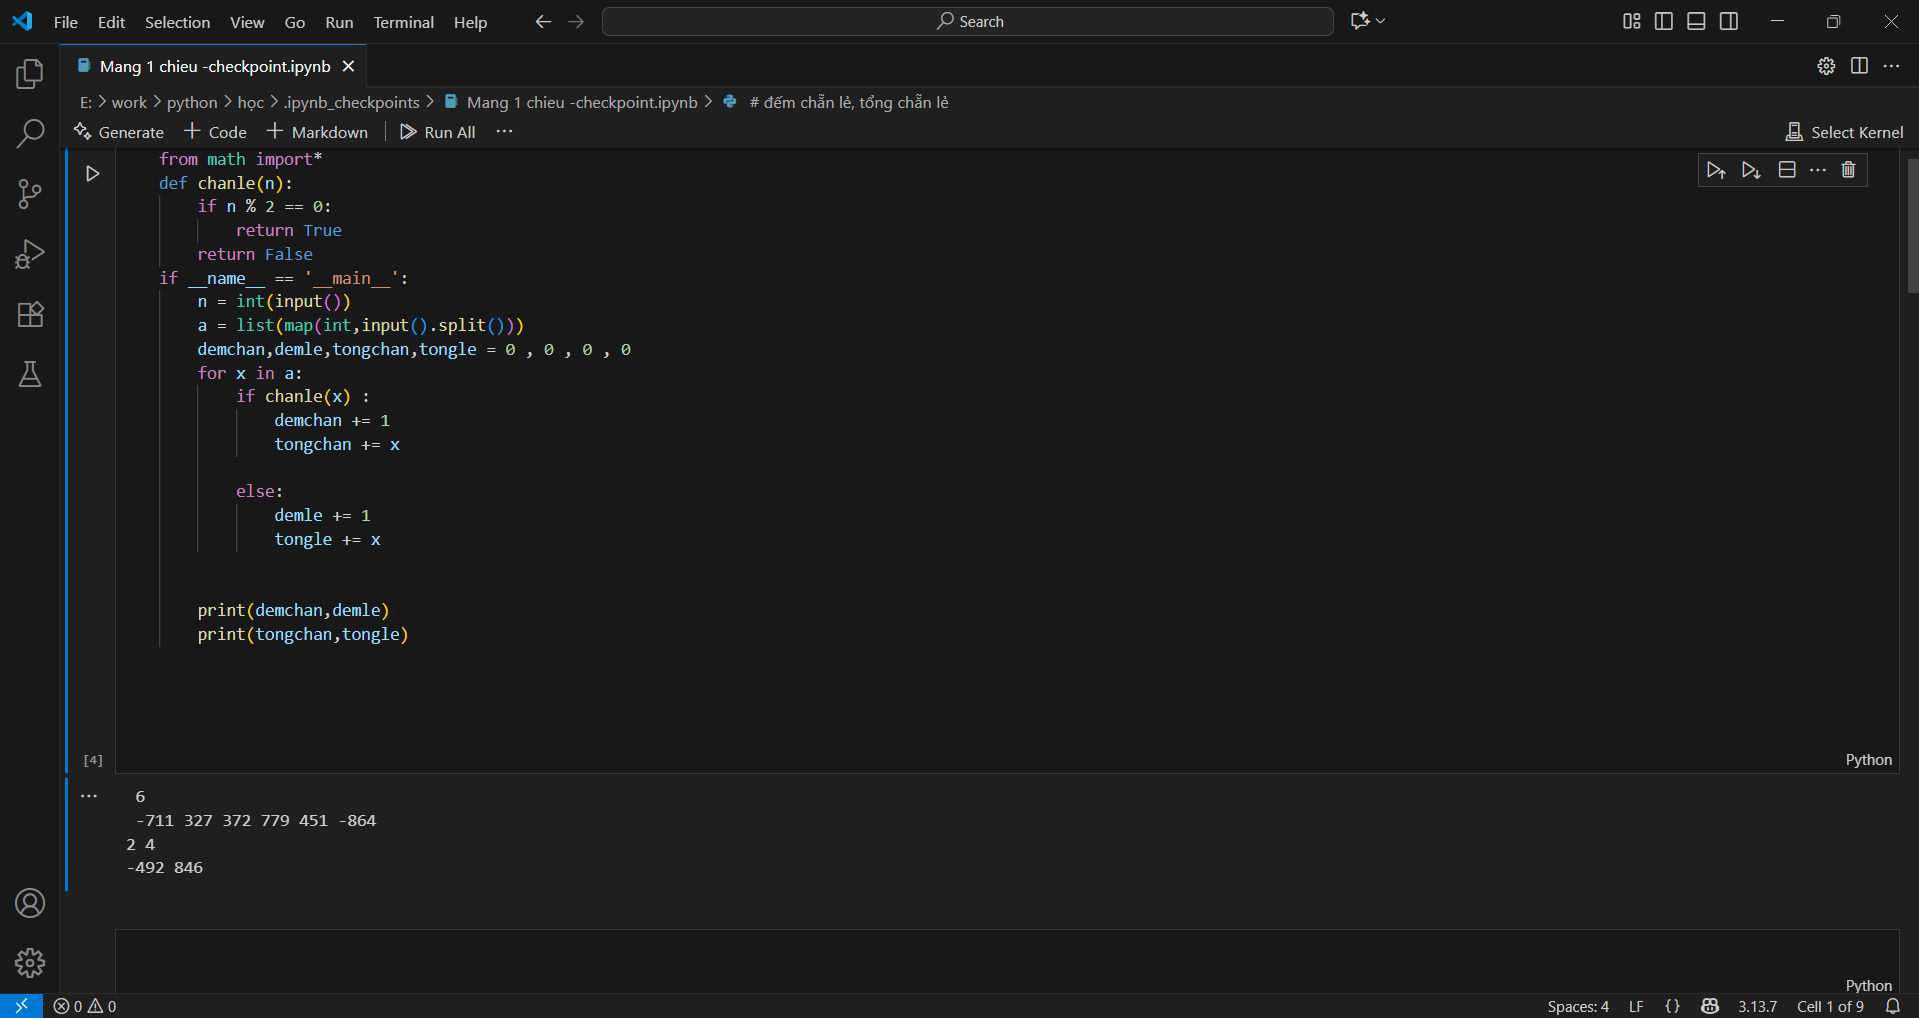 File Edit Selection View Go Run Terminal Help Search
Mang 1 chieu -checkpoint.ipynb
E: > work > python > học > .ipynb_checkpoints > Mang 1 chieu -checkpoint.ipynb > # đếm chẵn lẻ, tổng chẵn lẻ
Generate + Code + Markdown Run All ... Select Kernel
from math import*
def chanle(n):
    if n % 2 == 0:
        return True
    return False
if __name__ == '__main__':
    n = int(input())
    a = list(map(int,input().split()))
    demchan,demle,tongchan,tongle = 0 , 0 , 0 , 0
    for x in a:
        if chanle(x) :
            demchan += 1
            tongchan += x
        else:
            demle += 1
            tongle += x
    print(demchan,demle)
    print(tongchan,tongle)
[4] Python
6
-711 327 372 779 451 -864
2 4
-492 846
Python
0 0 Spaces: 4 LF {} 3.13.7 Cell 1 of 9